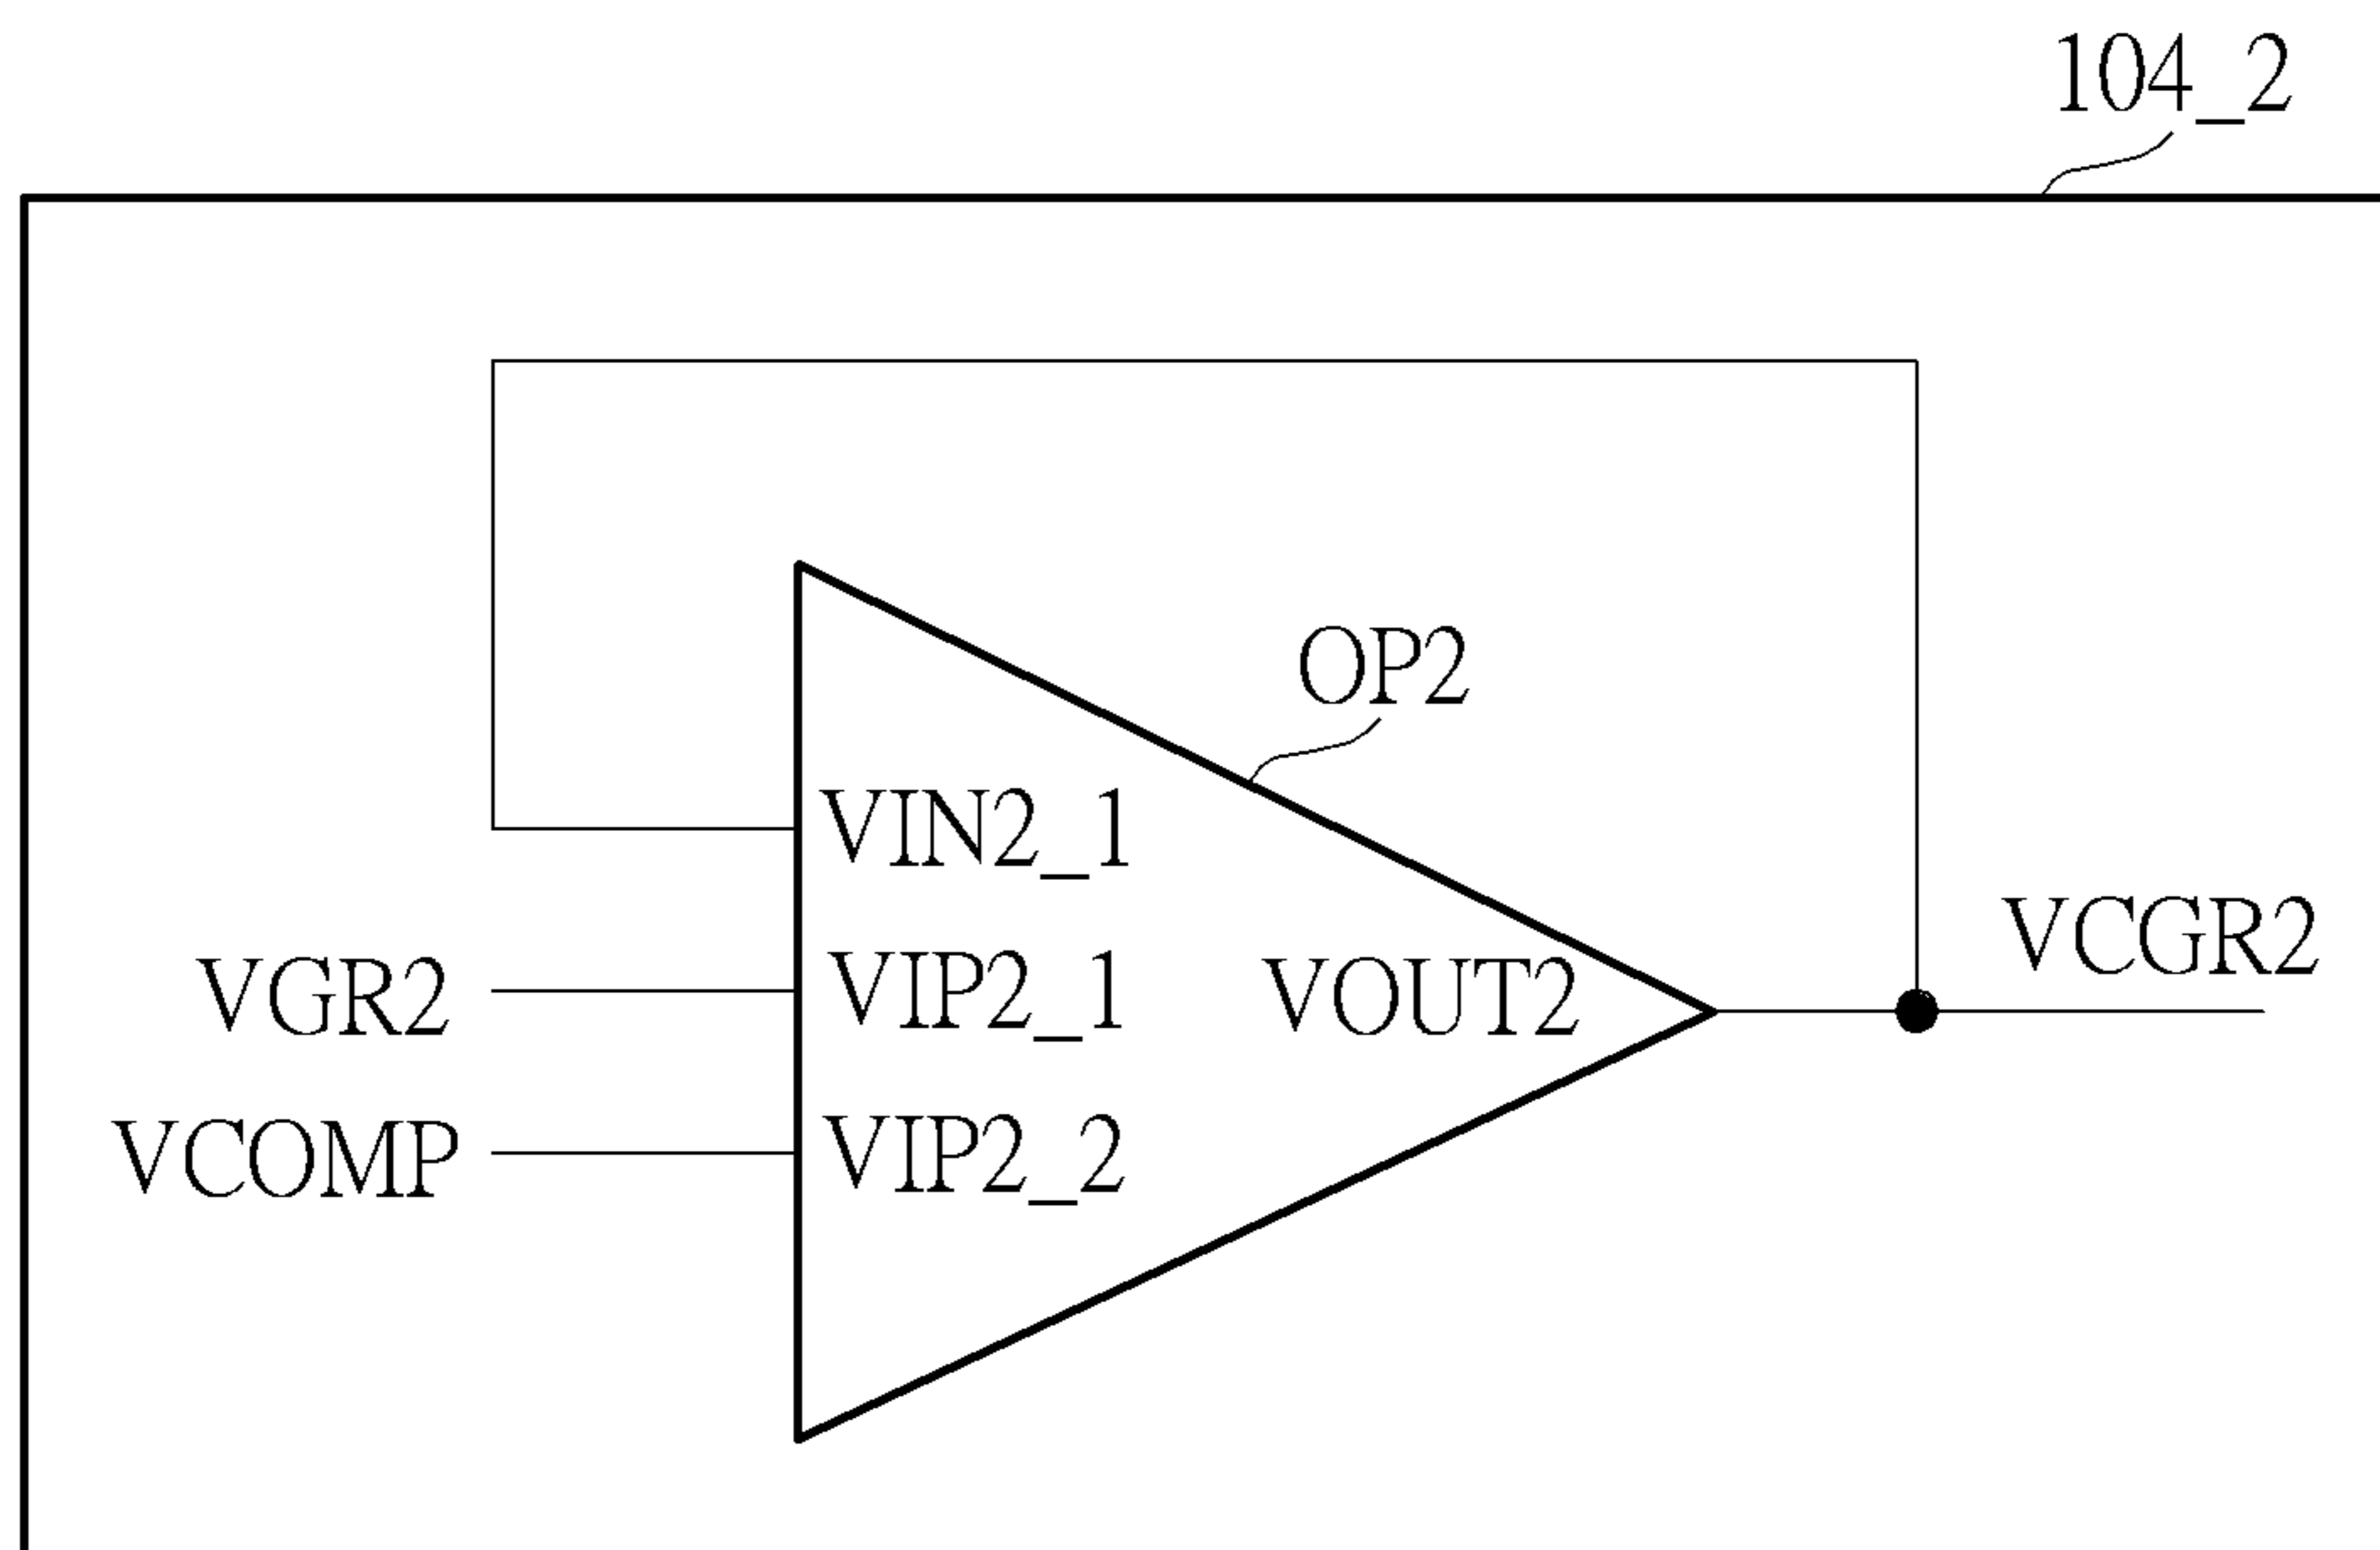 104_2
OP2
VIN2_1
VCGR2
VGR2
VIP2_1
VOUT2
VCOMP
VIP2_2